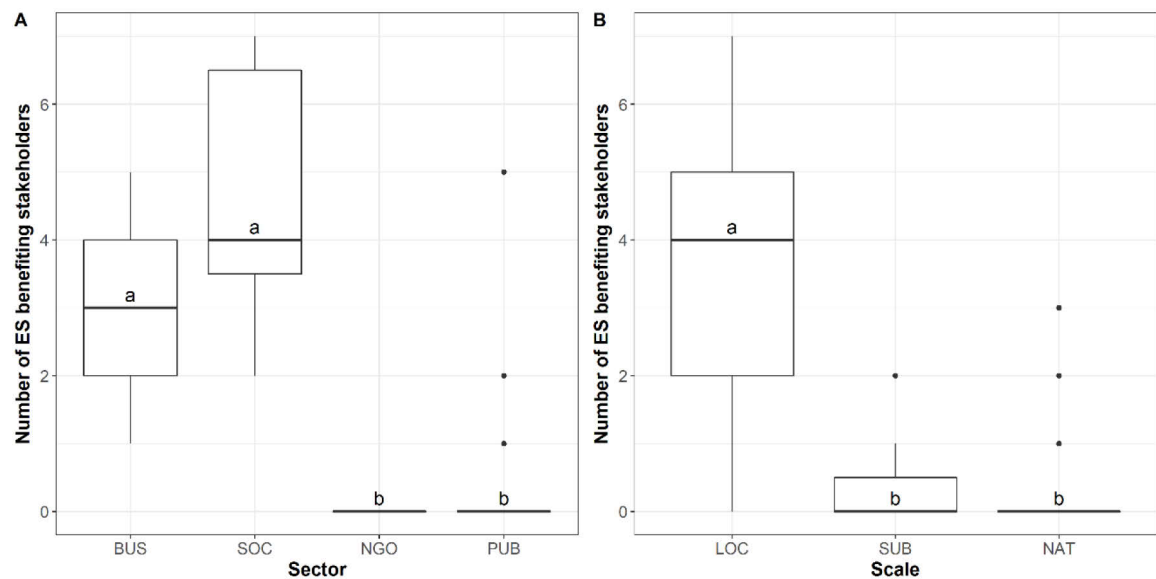 A
Number of ES benefiting stakeholders
6
4
2
0
a
a
b
b
BUS
SOC
NGO
PUB
Sector
B
Number of ES benefiting stakeholders
6
4
2
0
a
b
b
LOC
SUB
NAT
Scale